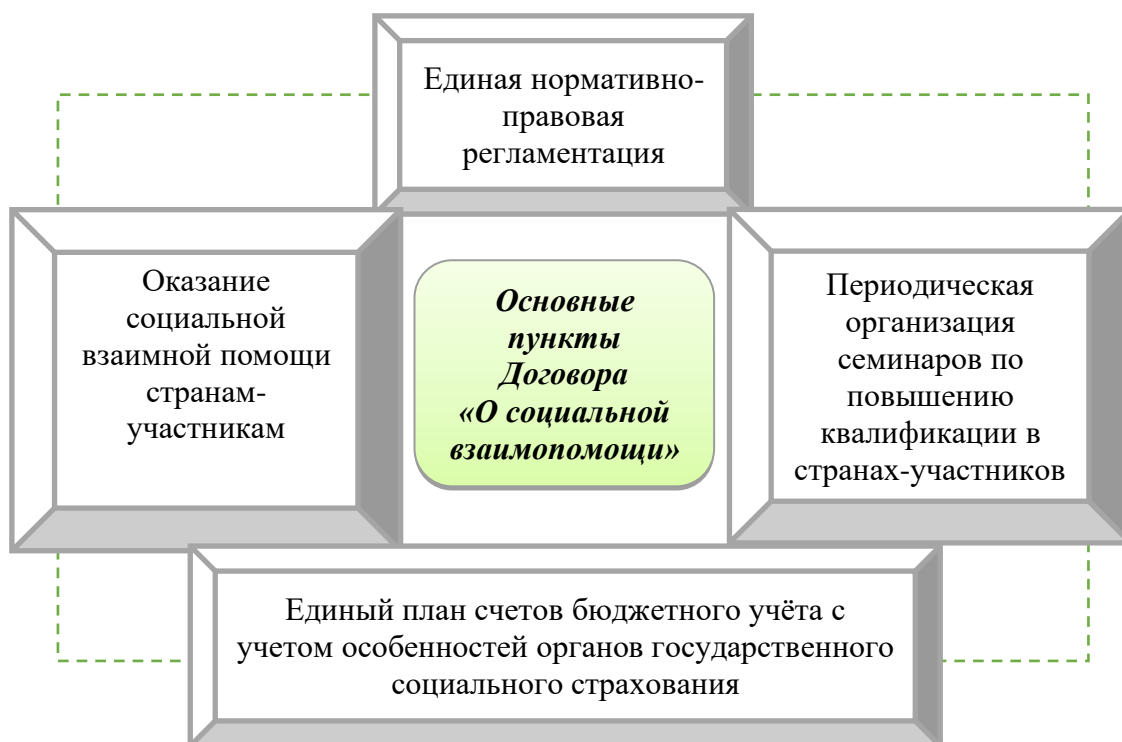 Единая нормативно-
правовая
регламентация
Оказание
социальной
взаимной помощи
странам-
участникам
Основные
пункты
Договора
«О социальной
взаимопомощи»
Периодическая
организация
семинаров по
повышению
квалификации в
странах-участников
Единый план счетов бюджетного учёта с
учетом особенностей органов государственного
социального страхования